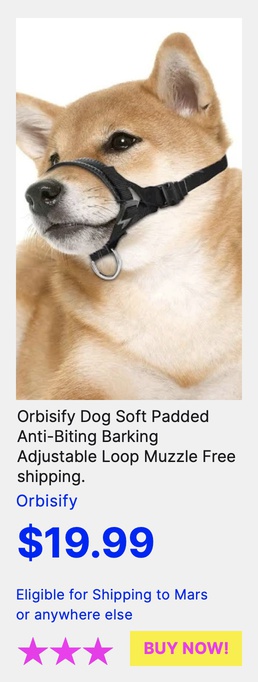 Orbisify Dog Soft Padded
Anti-Biting Barking
Adjustable Loop Muzzle Free
shipping.
Orbisify
$19.99
Eligible for Shipping to Mars
or anywhere else
BUY NOW!